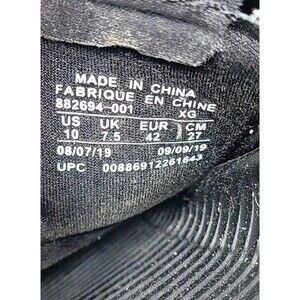 MADE IN CHINA
FABRIQUE EN CHINE
882694-001 XG
US UK EUR CM
10 7.5 42 27
08/07/19 09/09/19
UPC 00886912261643